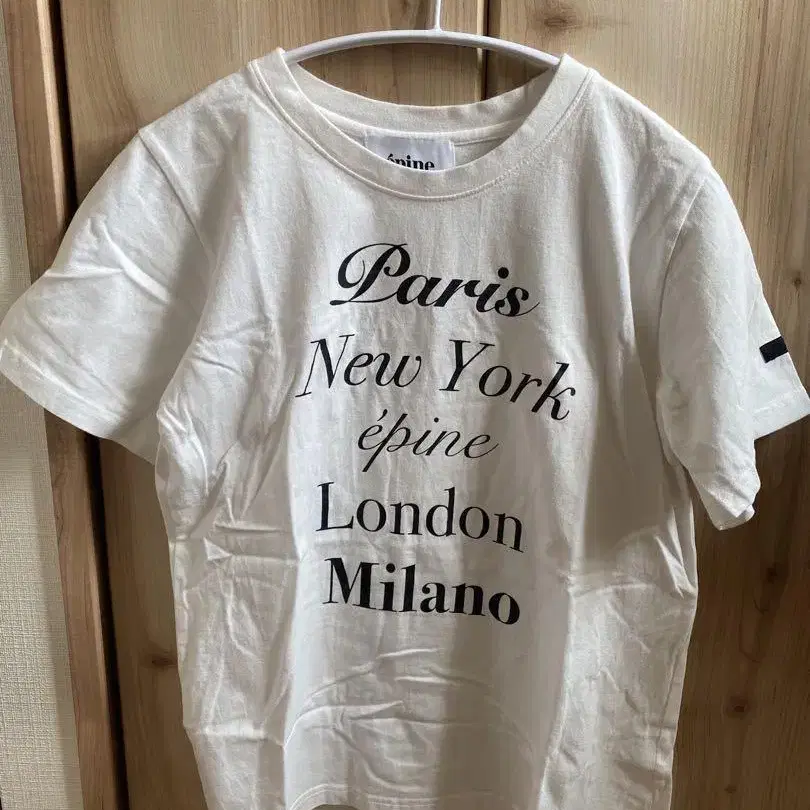 épine
Paris
New York
épine
London
Milano